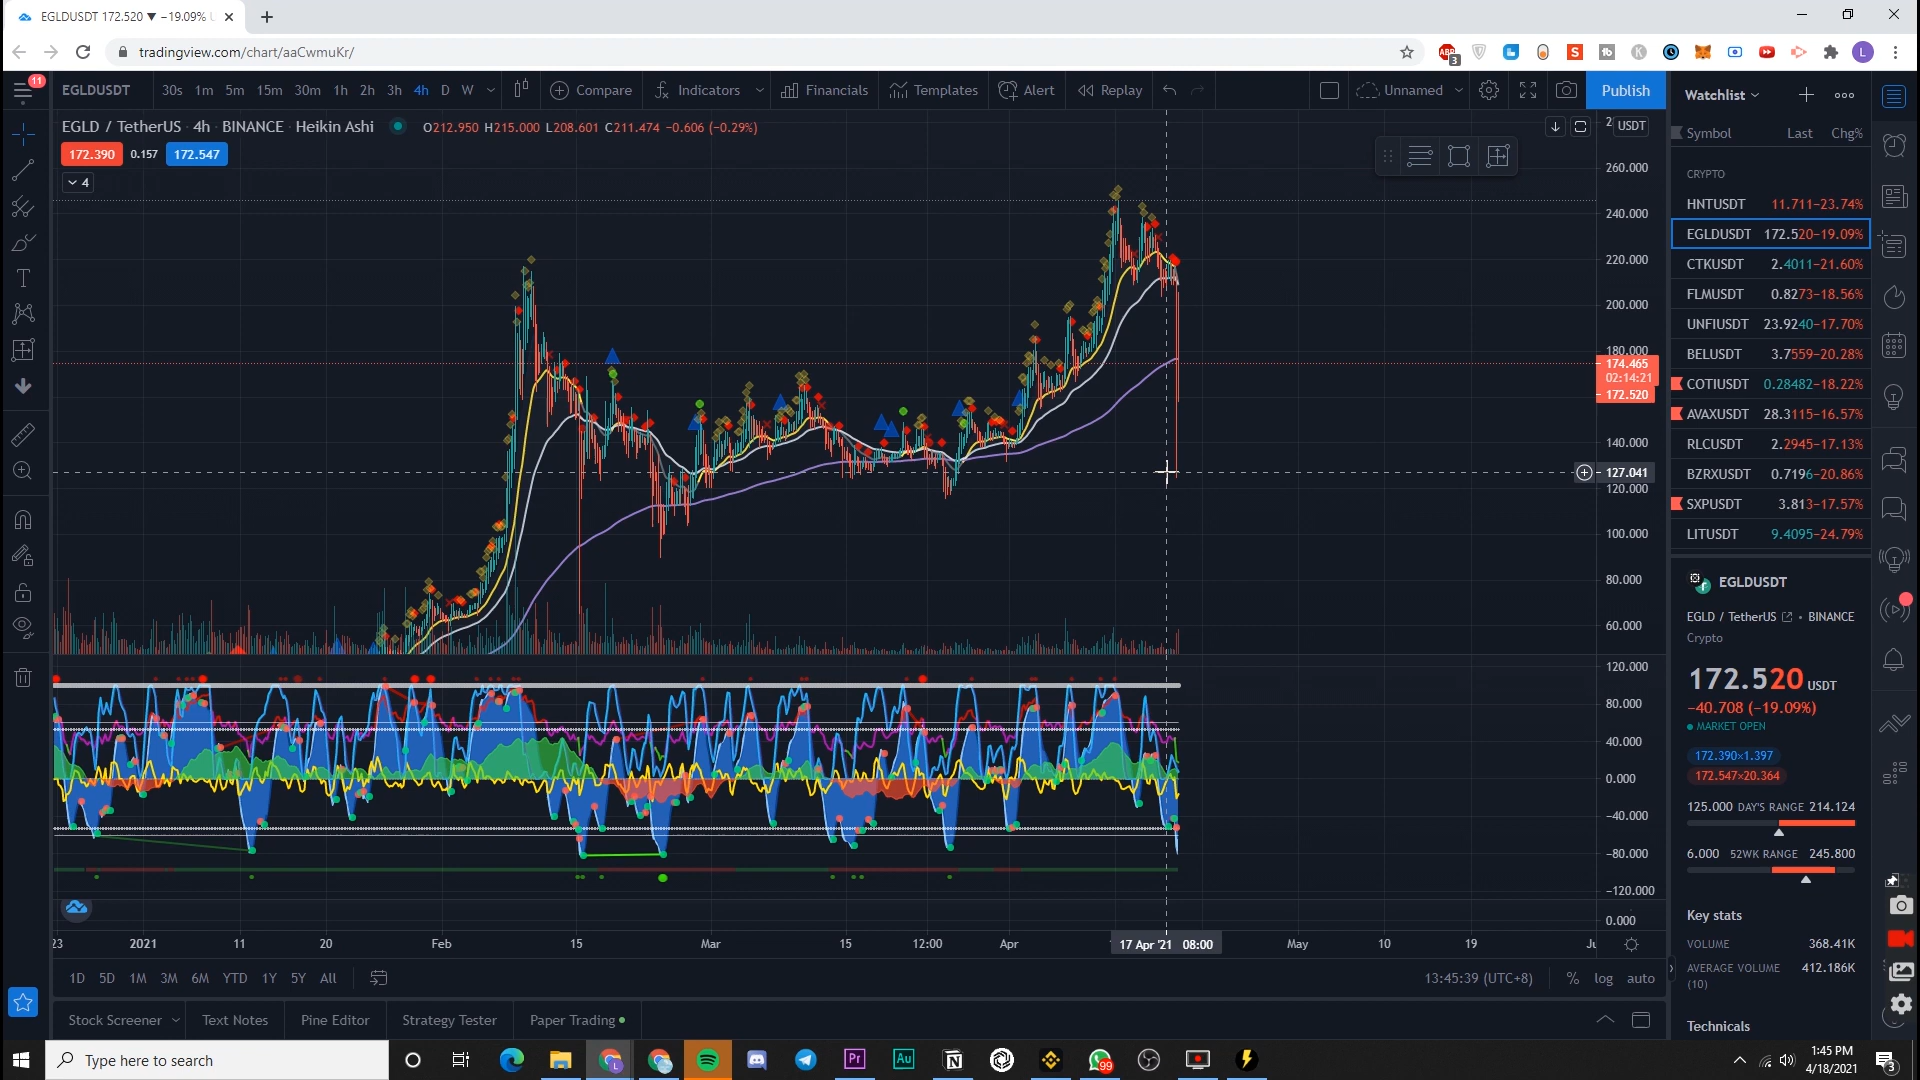 EGLDUSDT 172.520 ▼ −19.09%
tradingview.com/chart/aaCwmuKr/
11
EGLDUSDT 30s 1m 5m 15m 30m 1h 2h 3h 4h D W Compare Indicators Financials Templates Alert Replay Unnamed Publish
EGLD / TetherUS · 4h · BINANCE · Heikin Ashi O212.950 H215.000 L208.601 C211.474 −0.606 (−0.29%)
172.390 0.157 172.547
4
USDT
260.000
240.000
220.000
200.000
180.000
174.465
02:14:21
172.520
140.000
127.041
120.000
100.000
80.000
60.000
120.000
80.000
40.000
0.000
−40.000
−80.000
−120.000
0.000
23 2021 11 20 Feb 15 Mar 15 12:00 Apr 17 Apr '21 08:00 May 10 19
1D 5D 1M 3M 6M YTD 1Y 5Y All 13:45:39 (UTC+8) % log auto
Stock Screener Text Notes Pine Editor Strategy Tester Paper Trading
Watchlist
Symbol Last Chg%
CRYPTO
HNTUSDT 11.711 −23.74%
EGLDUSDT 172.520 −19.09%
CTKUSDT 2.4011 −21.60%
FLMUSDT 0.8273 −18.56%
UNFIUSDT 23.9240 −17.70%
BELUSDT 3.7559 −20.28%
COTIUSDT 0.28482 −18.22%
AVAXUSDT 28.3115 −16.57%
RLCUSDT 2.2945 −17.13%
BZRXUSDT 0.7196 −20.86%
SXPUSDT 3.813 −17.57%
LITUSDT 9.4095 −24.79%
EGLDUSDT
EGLD / TetherUS • BINANCE
Crypto
172.520 USDT
−40.708 (−19.09%)
MARKET OPEN
172.390×1.397
172.547×20.364
125.000 DAY'S RANGE 214.124
6.000 52WK RANGE 245.800
Key stats
VOLUME 368.41K
AVERAGE VOLUME (10) 412.186K
Technicals
Type here to search
Pr Au
99
1:45 PM
4/18/2021
3